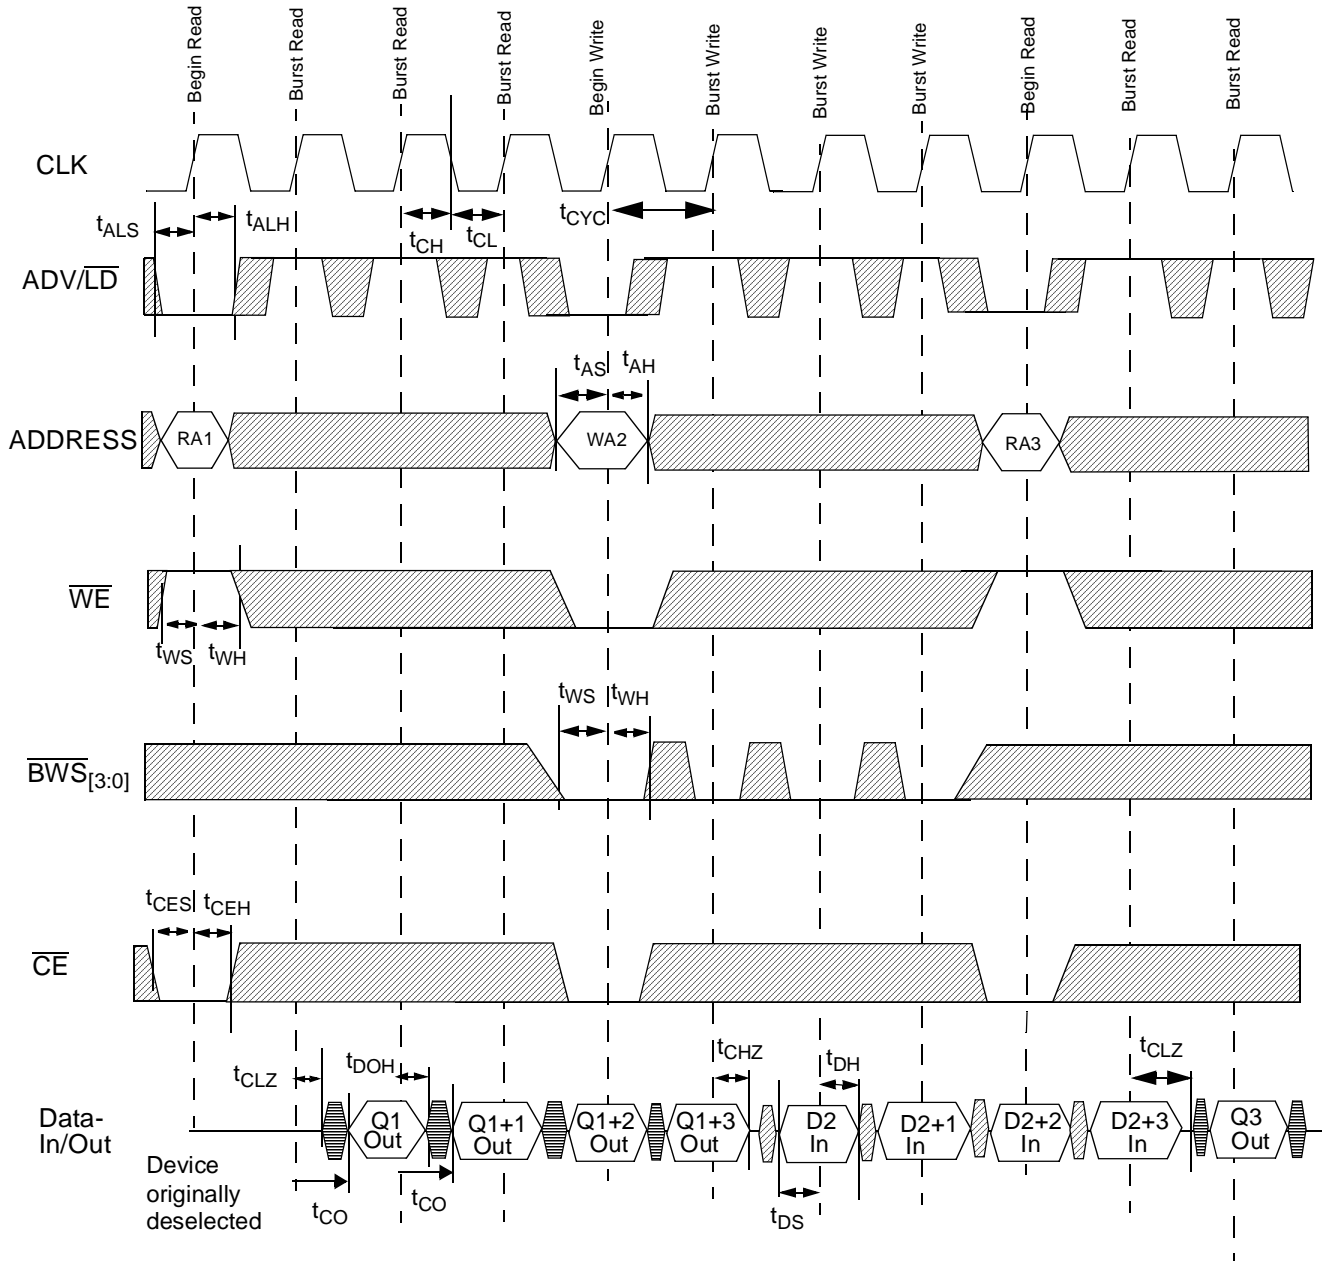 Begin Read
Burst Read
Burst Read
Burst Read
Begin Write
Burst Write
Burst Write
Burst Write
Begin Read
Burst Read
Burst Read
CLK
tALS
tALH
tCH
tCL
tCYC
ADV/LD
tAS
tAH
ADDRESS
RA1
WA2
RA3
WE
tWS
tWH
tWS
tWH
BWS[3:0]
tCES
tCEH
CE
tCLZ
tDOH
tCHZ
tDH
tCLZ
Data-
In/Out
Q1
Out
Q1+1
Out
Q1+2
Out
Q1+3
Out
D2
In
D2+1
In
D2+2
In
D2+3
In
Q3
Out
Device
originally
deselected
tCO
tCO
tDS